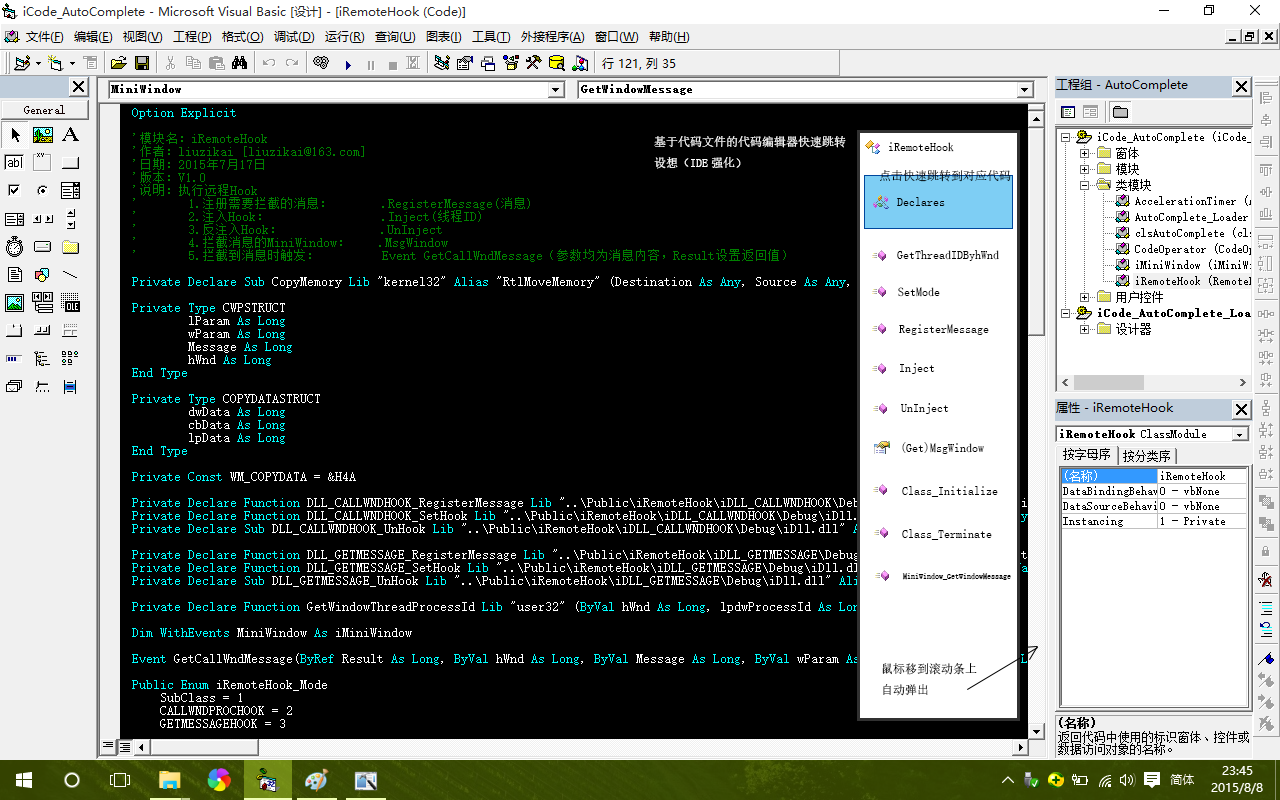 iCode_AutoComplete - Microsoft Visual Basic [设计] - [iRemoteHook (Code)]
文件(F) 编辑(E) 视图(V) 工程(P) 格式(O) 调试(D) 运行(R) 查询(U) 图表(I) 工具(T) 外接程序(A) 窗口(W) 帮助(H)
行 121, 列 35
General
MiniWindow
GetWindowMessage
Option Explicit
'模块名: iRemoteHook
'作者: liuzikai [liuzikai@163.com]
'日期: 2015年7月17日
'版本: V1.0
'说明: 执行远程Hook
' 1.注册需要拦截的消息: .RegisterMessage(消息)
' 2.注入Hook: .Inject(线程ID)
' 3.反注入Hook: .UnInject
' 4.拦截消息的MiniWindow: .MsgWindow
' 5.拦截到消息时触发: Event GetCallWndMessage (参数均为消息内容，Result设置返回值)
Private Declare Sub CopyMemory Lib "kernel32" Alias "RtlMoveMemory" (Destination As Any, Source As Any,
Private Type CWPSTRUCT
lParam As Long
wParam As Long
Message As Long
hWnd As Long
End Type
Private Type COPYDATASTRUCT
dwData As Long
cbData As Long
lpData As Long
End Type
Private Const WM_COPYDATA = &H4A
Private Declare Function DLL_CALLWNDHOOK_RegisterMessage Lib "..\Public\iRemoteHook\iDLL_CALLWNDHOOK\Deb
Private Declare Function DLL_CALLWNDHOOK_SetHook Lib "..\Public\iRemoteHook\iDLL_CALLWNDHOOK\Debug\iDll.
Private Declare Sub DLL_CALLWNDHOOK_UnHook Lib "..\Public\iRemoteHook\iDLL_CALLWNDHOOK\Debug\iDll.dll" A
Private Declare Function DLL_GETMESSAGE_RegisterMessage Lib "..\Public\iRemoteHook\iDLL_GETMESSAGE\Debug
Private Declare Function DLL_GETMESSAGE_SetHook Lib "..\Public\iRemoteHook\iDLL_GETMESSAGE\Debug\iDll.d
Private Declare Sub DLL_GETMESSAGE_UnHook Lib "..\Public\iRemoteHook\iDLL_GETMESSAGE\Debug\iDll.dll" Ali
Private Declare Function GetWindowThreadProcessId Lib "user32" (ByVal hWnd As Long, lpdwProcessId As Lon
Dim WithEvents MiniWindow As iMiniWindow
Event GetCallWndMessage(ByRef Result As Long, ByVal hWnd As Long, ByVal Message As Long, ByVal wParam As
Public Enum iRemoteHook_Mode
SubClass = 1
CALLWNDPROCHOOK = 2
GETMESSAGEHOOK = 3
基于代码文件的代码编辑器快速跳转
设想（IDE 强化）
iRemoteHook
点击快速跳转到对应代码
Declares
GetThreadIDByhWnd
SetMode
RegisterMessage
Inject
UnInject
(Get)MsgWindow
Class_Initialize
Class_Terminate
MiniWindow_GetWindowMessage
鼠标移到滚动条上
自动弹出
工程组 - AutoComplete
iCode_AutoComplete (iCode_
窗体
模块
类模块
AccelerationTimer (A
AutoComplete_Loader
clsAutoComplete (cls
CodeOperator (CodeOp
iMiniWindow (iMiniWi
iRemoteHook (Remotel
用户控件
iCode_AutoComplete_Loa
设计器
属性 - iRemoteHook
iRemoteHook ClassModule
按字母序 按分类序
(名称) iRemoteHook
DataBindingBehav 0 - vbNone
DataSourceBehavi 0 - vbNone
Instancing 1 - Private
(名称)
返回代码中使用的标识窗体、控件或
数据访问对象的名称。
简体
23:45
2015/8/8